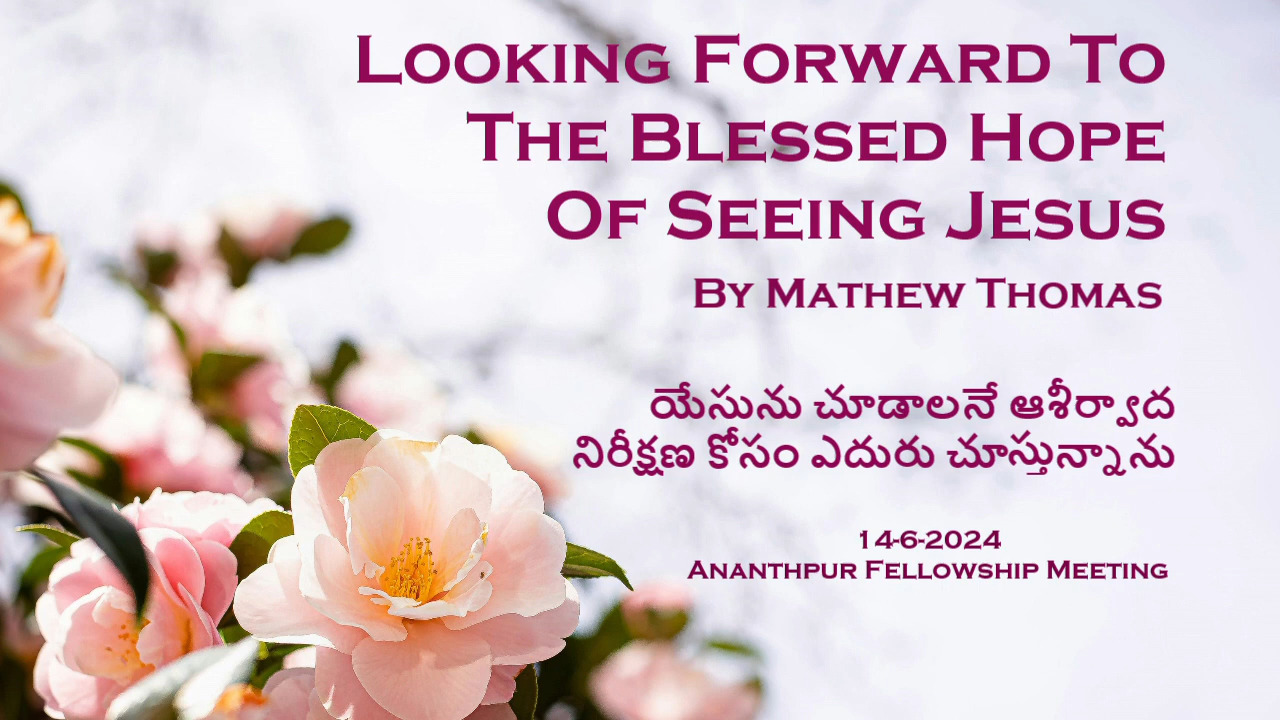 Looking Forward To
The Blessed Hope
Of Seeing Jesus
By Mathew Thomas
యేసును చూడాలనే ఆశీర్వాద
నిరీక్షణ కోసం ఎదురు చూస్తున్నాను
14-6-2024
Ananthpur Fellowship Meeting